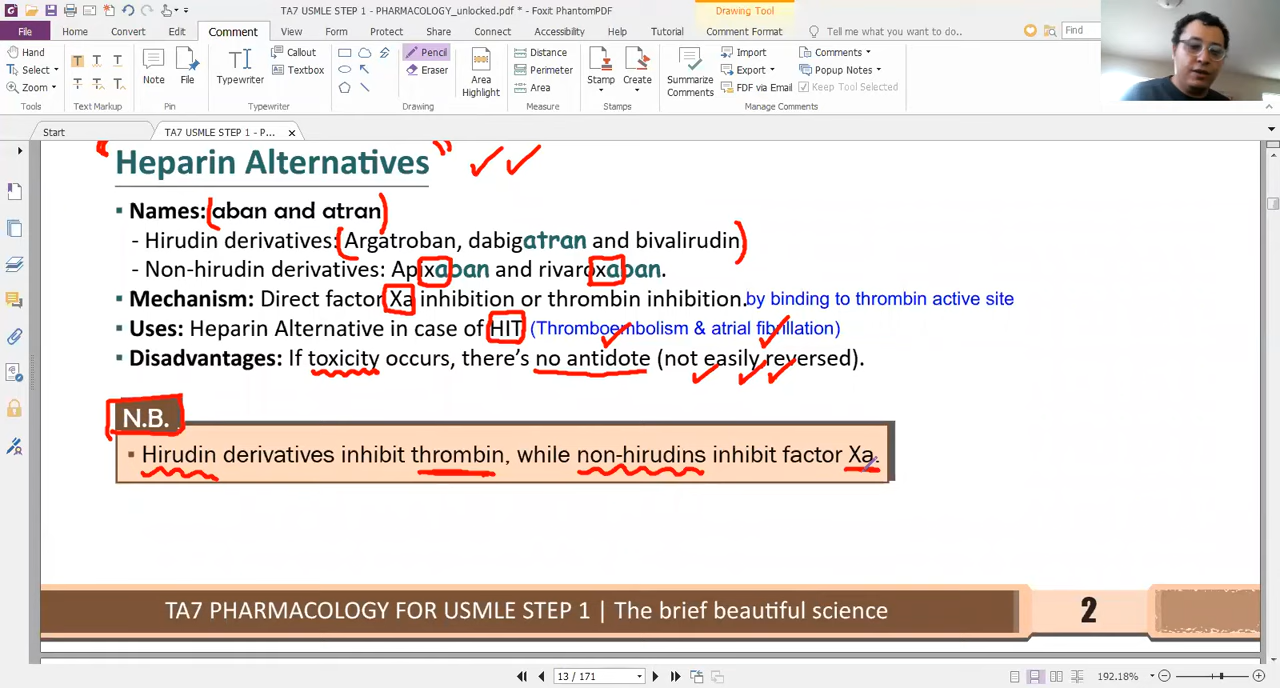 TA7 USMLE STEP 1 - PHARMACOLOGY_unlocked.pdf * - Foxit PhantomPDF
Drawing Tool
File Home Convert Edit Comment View Form Protect Share Connect Accessibility Help Tutorial Comment Format Tell me what you want to do.. Find
Hand
Select
Zoom
Tools
Text Markup
Note
File
Pin
Typewriter
Callout
Textbox
Typewriter
Pencil
Eraser
Drawing
Area Highlight
Distance
Perimeter
Area
Measure
Stamp
Create
Stamps
Summarize Comments
Import
Export
FDF via Email
Comments
Popup Notes
Keep Tool Selected
Manage Comments
Start
TA7 USMLE STEP 1 - P...
Heparin Alternatives
▪ Names: aban and atran
- Hirudin derivatives: Argatroban, dabigatran and bivalirudin
- Non-hirudin derivatives: Apixaban and rivaroxaban.
▪ Mechanism: Direct factor Xa inhibition or thrombin inhibition. by binding to thrombin active site
▪ Uses: Heparin Alternative in case of HIT (Thromboembolism & atrial fibrillation)
▪ Disadvantages: If toxicity occurs, there's no antidote (not easily reversed).
N.B.
▪ Hirudin derivatives inhibit thrombin, while non-hirudins inhibit factor Xa.
TA7 PHARMACOLOGY FOR USMLE STEP 1 | The brief beautiful science
2
13 / 171
192.18%